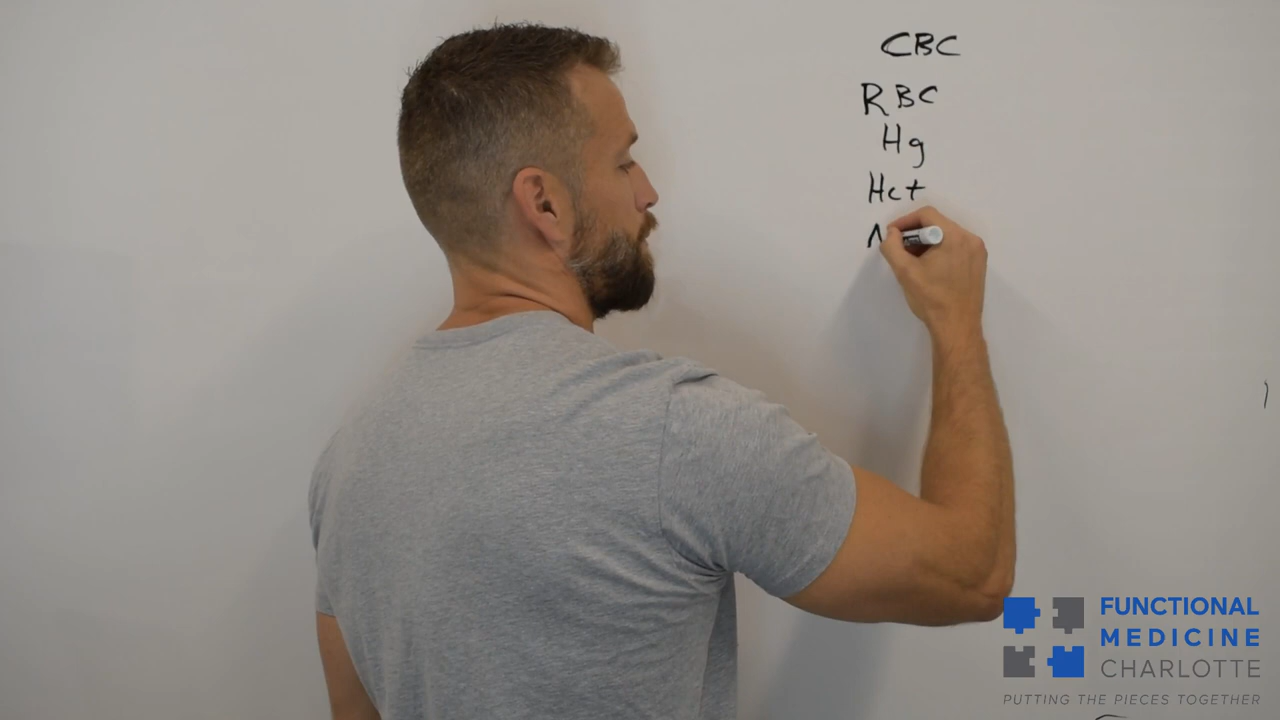 CBC
RBC
Hg
Hct
FUNCTIONAL
MEDICINE
CHARLOTTE
PUTTING THE PIECES TOGETHER